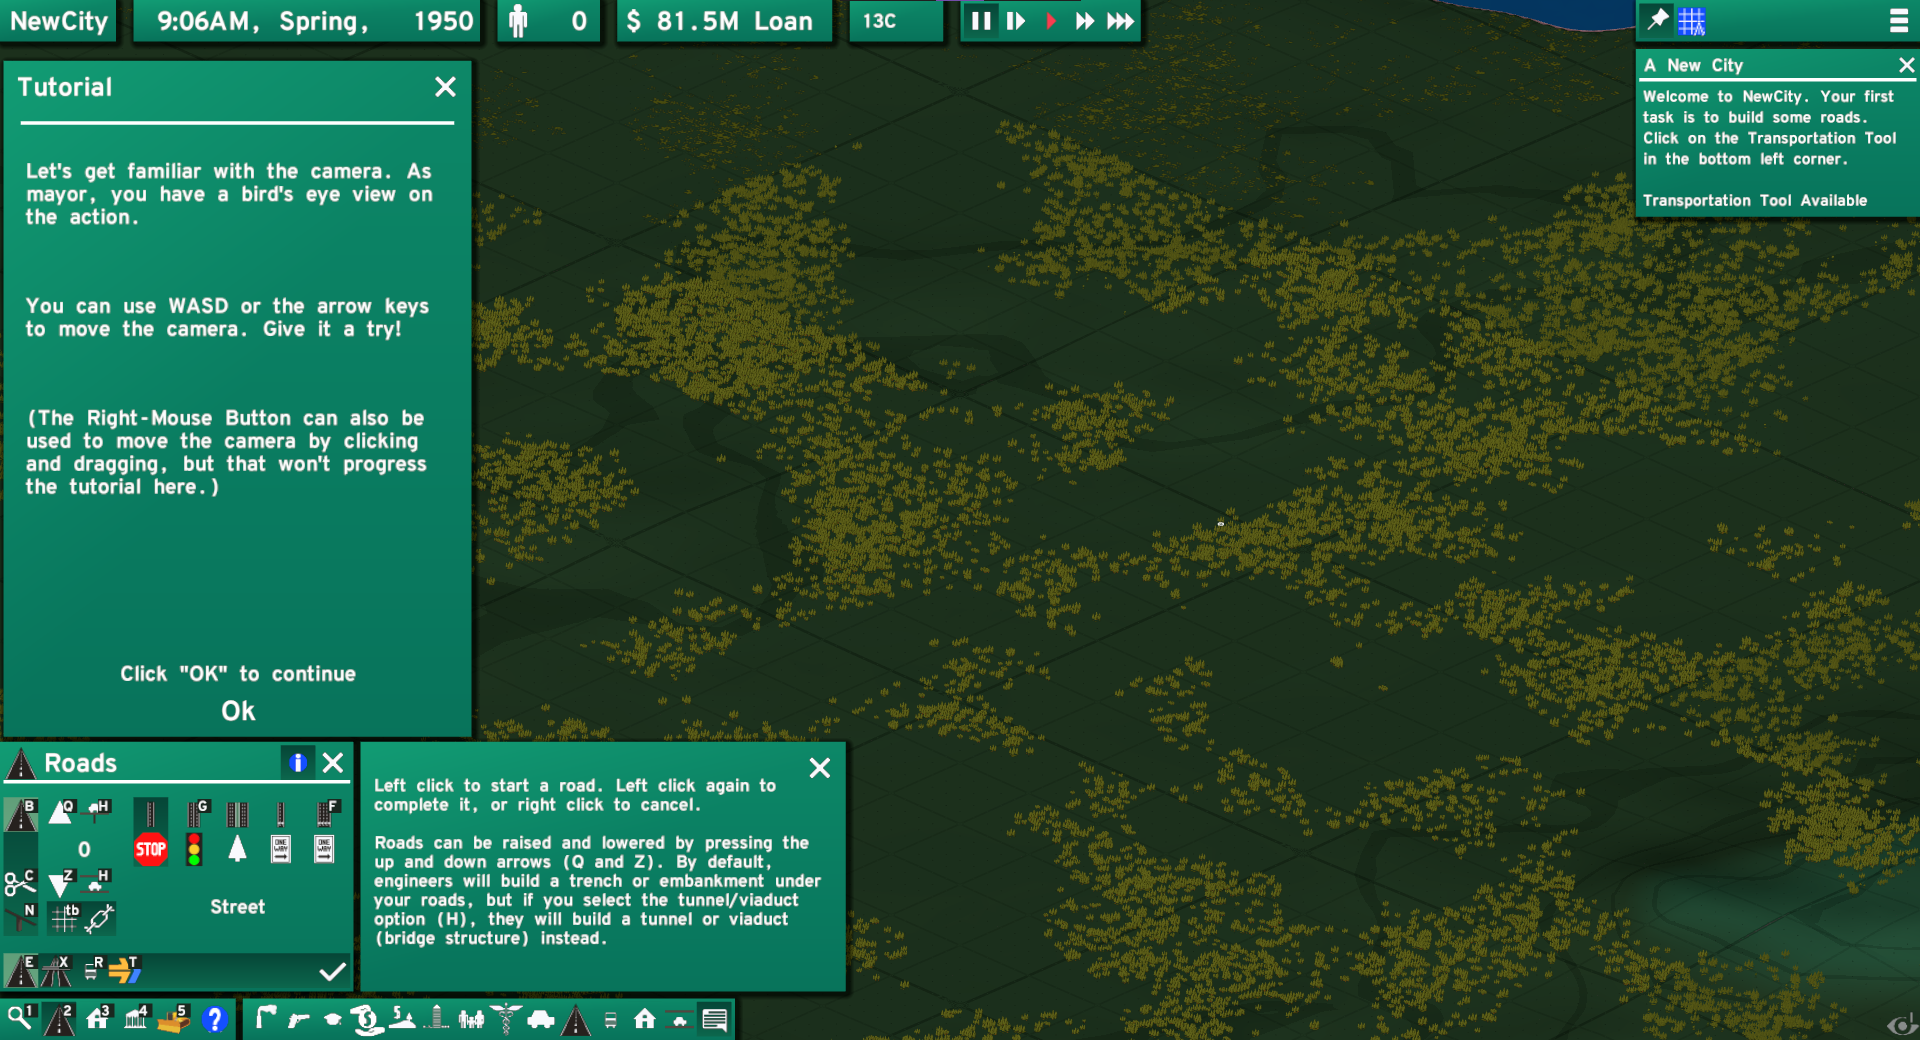 NewCity
9:06AM, Spring, 1950
0
$ 81.5M Loan
13C
Tutorial
Let's get familiar with the camera. As
mayor, you have a bird's eye view on
the action.
You can use WASD or the arrow keys
to move the camera. Give it a try!
(The Right-Mouse Button can also be
used to move the camera by clicking
and dragging, but that won't progress
the tutorial here.)
Click "OK" to continue
Ok
A New City
Welcome to NewCity. Your first
task is to build some roads.
Click on the Transportation Tool
in the bottom left corner.
Transportation Tool Available
Roads
i
B Q H G F
0 STOP ONE WAY ONE WAY
C Z H
N tb
Street
E X R T
Left click to start a road. Left click again to
complete it, or right click to cancel.
Roads can be raised and lowered by pressing the
up and down arrows (Q and Z). By default,
engineers will build a trench or embankment under
your roads, but if you select the tunnel/viaduct
option (H), they will build a tunnel or viaduct
(bridge structure) instead.
1 2 3 4 5 ?